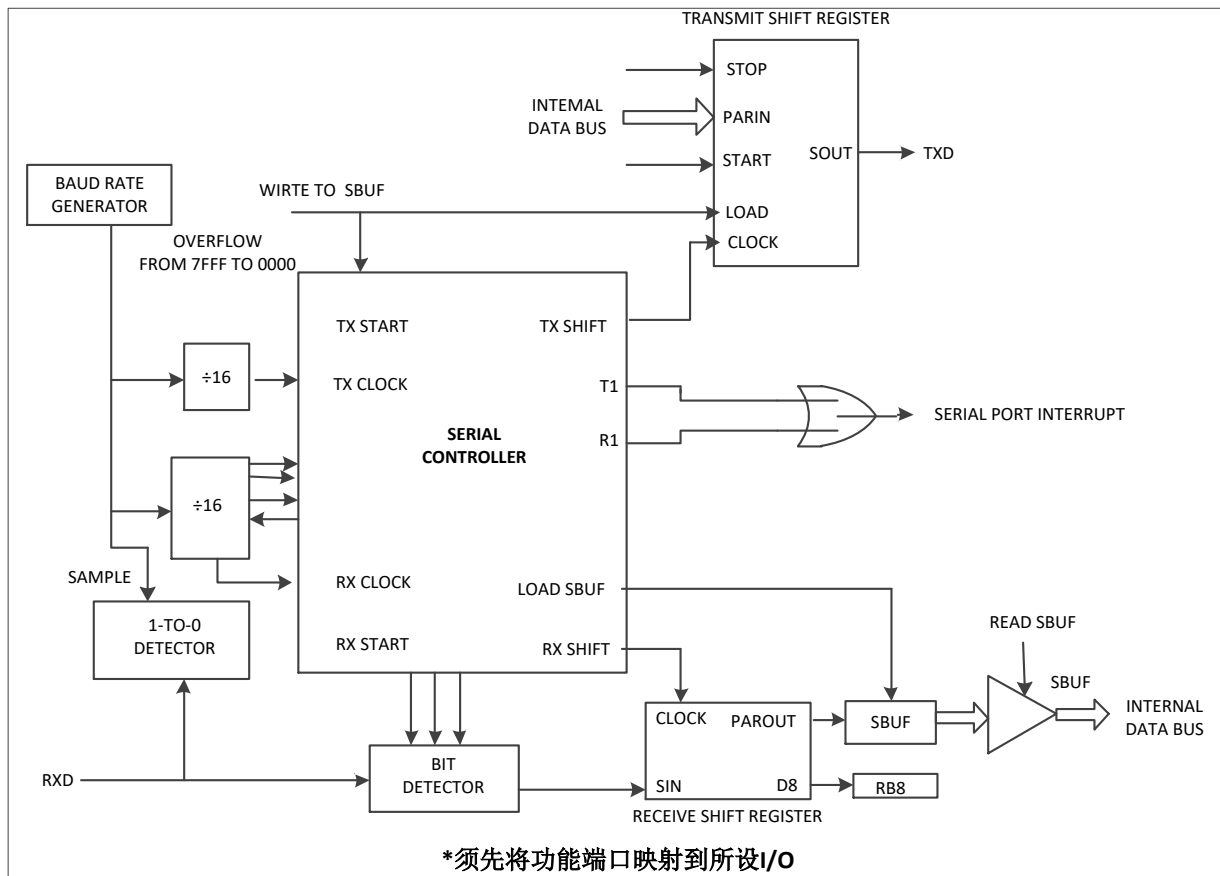 TRANSMIT SHIFT REGISTER
STOP
INTEMAL
DATA BUS
PARIN
SOUT
TXD
START
BAUD RATE
GENERATOR
WIRTE TO SBUF
LOAD
CLOCK
OVERFLOW
FROM 7FFF TO 0000
TX START
TX SHIFT
÷16
TX CLOCK
T1
SERIAL PORT INTERRUPT
R1
SERIAL
CONTROLLER
÷16
SAMPLE
RX CLOCK
LOAD SBUF
1-TO-0
DETECTOR
RX START
RX SHIFT
READ SBUF
SBUF
CLOCK
PAROUT
SBUF
INTERNAL
DATA BUS
RXD
BIT
DETECTOR
SIN
D8
RB8
RECEIVE SHIFT REGISTER
*须先将功能端口映射到所设I/O